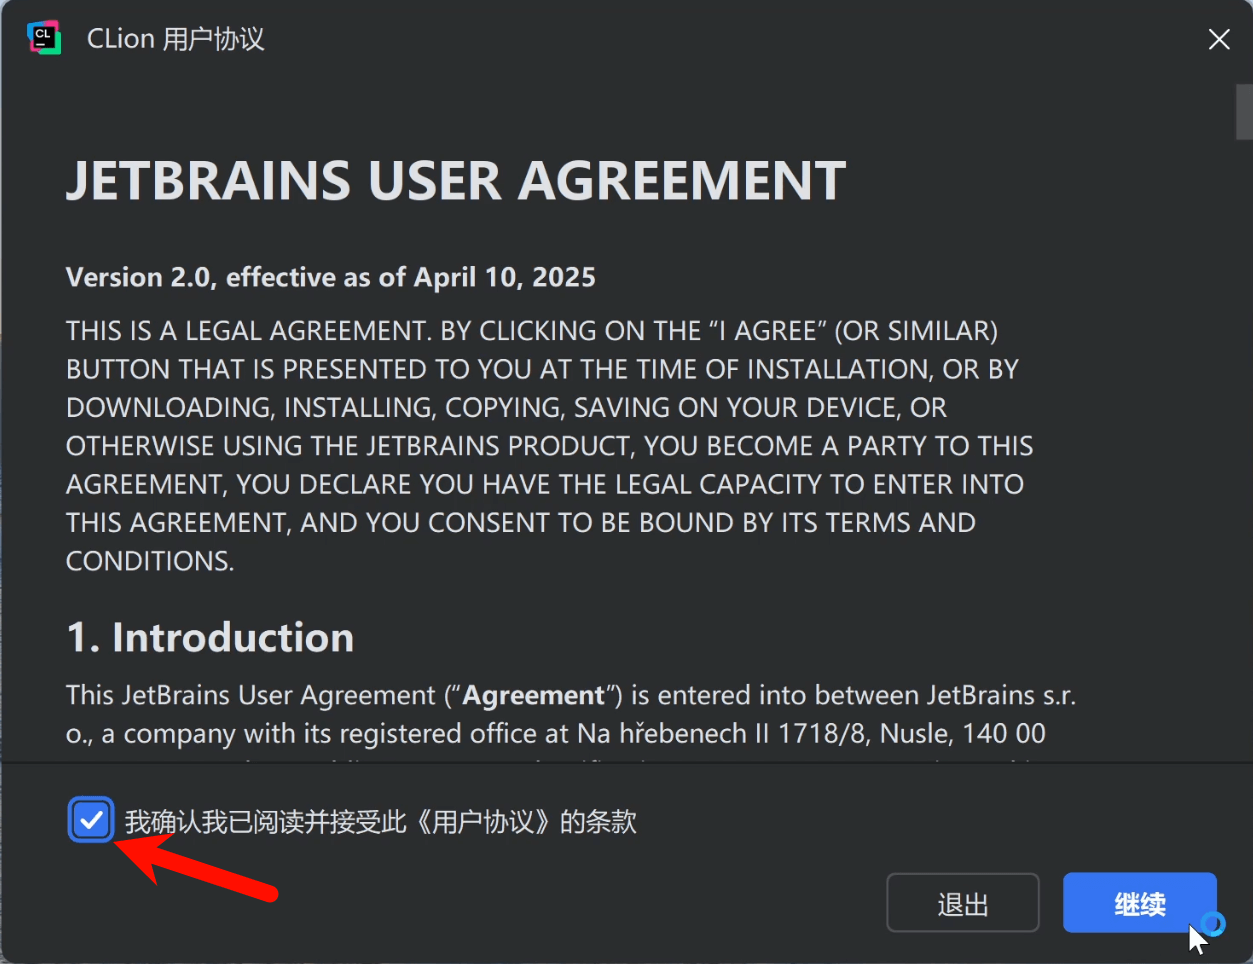 CL
CLion 用户协议
JETBRAINS USER AGREEMENT
Version 2.0, effective as of April 10, 2025
THIS IS A LEGAL AGREEMENT. BY CLICKING ON THE “I AGREE” (OR SIMILAR)
BUTTON THAT IS PRESENTED TO YOU AT THE TIME OF INSTALLATION, OR BY
DOWNLOADING, INSTALLING, COPYING, SAVING ON YOUR DEVICE, OR
OTHERWISE USING THE JETBRAINS PRODUCT, YOU BECOME A PARTY TO THIS
AGREEMENT, YOU DECLARE YOU HAVE THE LEGAL CAPACITY TO ENTER INTO
THIS AGREEMENT, AND YOU CONSENT TO BE BOUND BY ITS TERMS AND
CONDITIONS.
1. Introduction
This JetBrains User Agreement (“Agreement”) is entered into between JetBrains s.r.
o., a company with its registered office at Na hřebenech II 1718/8, Nusle, 140 00
我确认我已阅读并接受此《用户协议》的条款
退出
继续